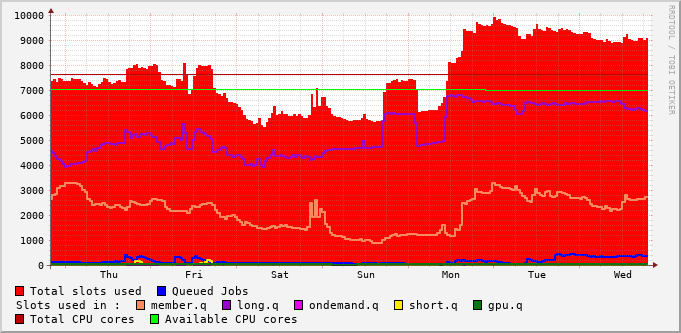 10000
9000
8000
7000
6000
5000
4000
3000
2000
1000
0
Thu Fri Sat Sun Mon Tue Wed
RRDTOOL / TOBI OETIKER
Total slots used Queued Jobs
Slots used in : member.q long.q ondemand.q short.q gpu.q
Total CPU cores Available CPU cores